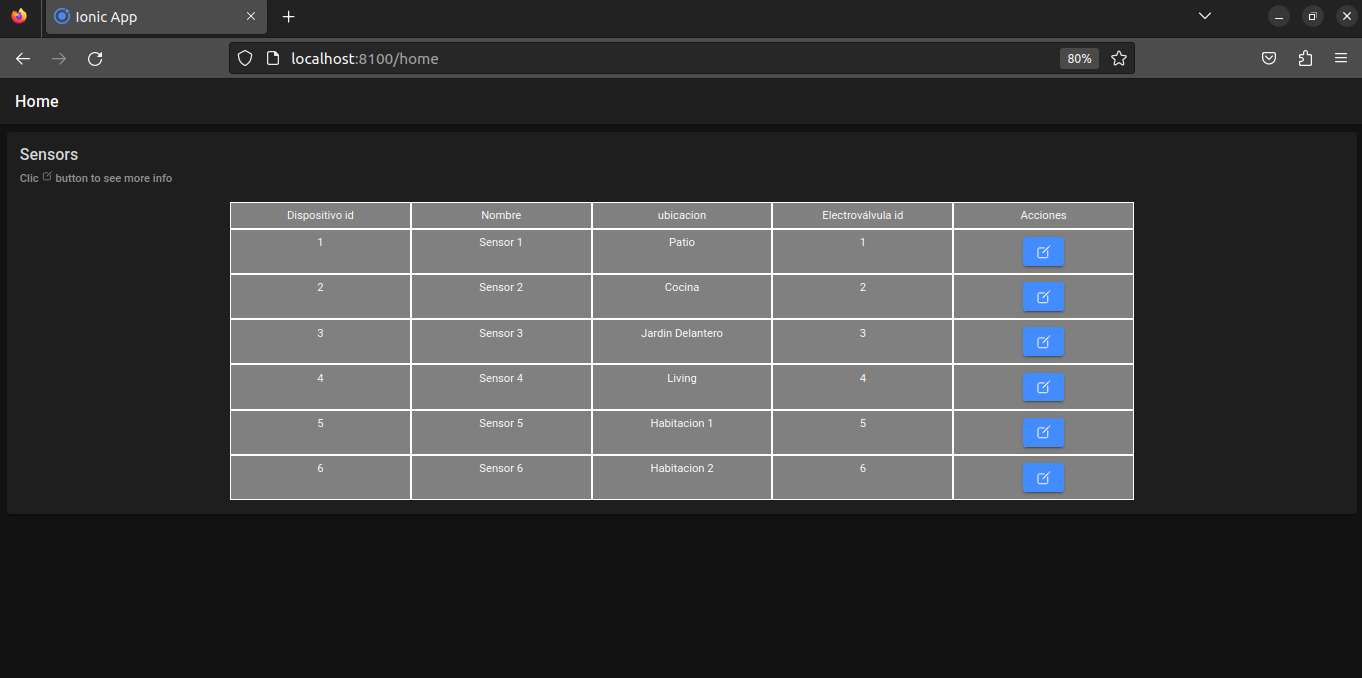 Ionic App
localhost:8100/home
80%
Home
Sensors
Clic button to see more info
Dispositivo id Nombre ubicacion Electroválvula id Acciones
1 Sensor 1 Patio 1
2 Sensor 2 Cocina 2
3 Sensor 3 Jardin Delantero 3
4 Sensor 4 Living 4
5 Sensor 5 Habitacion 1 5
6 Sensor 6 Habitacion 2 6